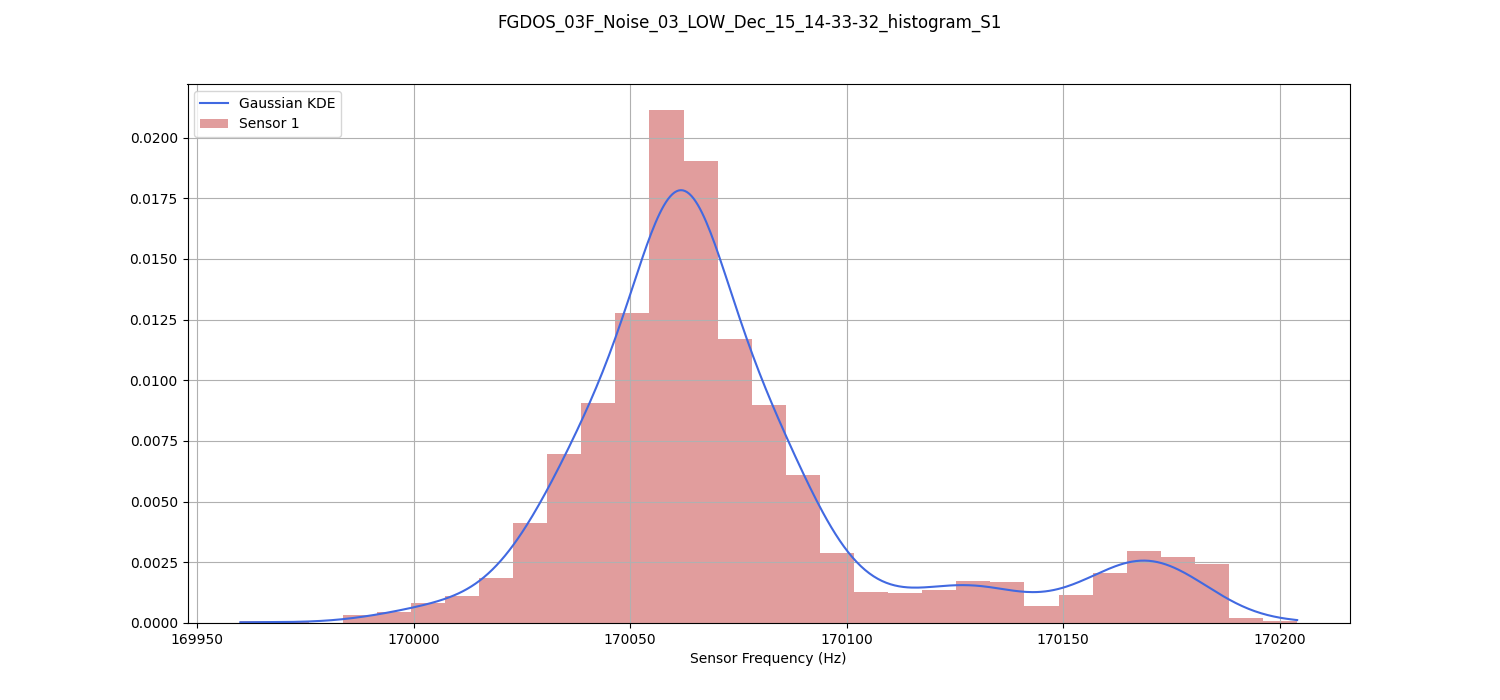 FGDOS_03F_Noise_03_LOW_Dec_15_14-33-32_histogram_S1
Gaussian KDE
Sensor 1
0.0200
0.0175
0.0150
0.0125
0.0100
0.0075
0.0050
0.0025
0.0000
169950 170000 170050 170100 170150 170200
Sensor Frequency (Hz)